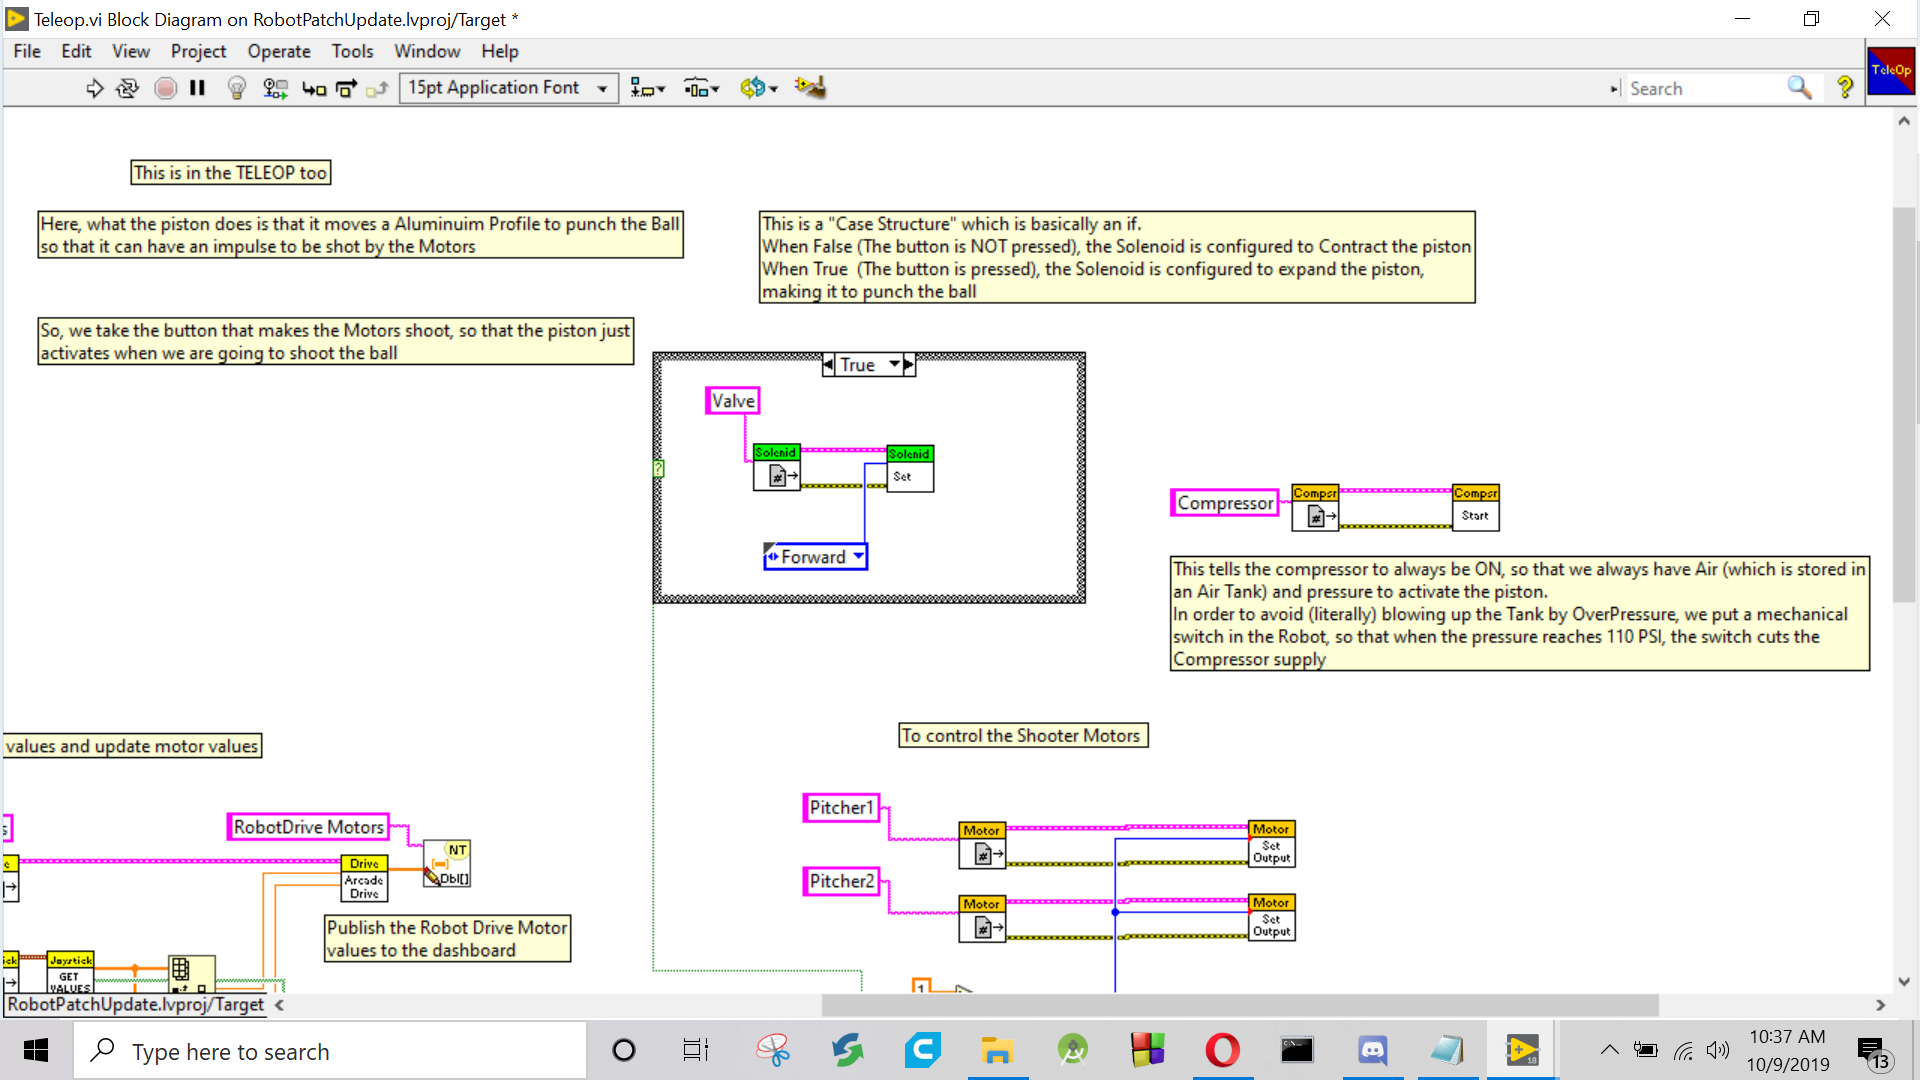 Teleop.vi Block Diagram on RobotPatchUpdate.lvproj/Target *
File Edit View Project Operate Tools Window Help
15pt Application Font
Search
TeleOp
This is in the TELEOP too
Here, what the piston does is that it moves a Aluminuim Profile to punch the Ball
so that it can have an impulse to be shot by the Motors
This is a "Case Structure" which is basically an if.
When False (The button is NOT pressed), the Solenoid is configured to Contract the piston
When True (The button is pressed), the Solenoid is configured to expand the piston,
making it to punch the ball
So, we take the button that makes the Motors shoot, so that the piston just
activates when we are going to shoot the ball
True
Valve
Solenid
Solenid
#
Set
?
Forward
Compressor
Compsr
Compsr
#
Start
This tells the compressor to always be ON, so that we always have Air (which is stored in
an Air Tank) and pressure to activate the piston.
In order to avoid (literally) blowing up the Tank by OverPressure, we put a mechanical
switch in the Robot, so that when the pressure reaches 110 PSI, the switch cuts the
Compressor supply
values and update motor values
To control the Shooter Motors
s
RobotDrive Motors
NT
Dbl[]
Drive
Arcade
Drive
Publish the Robot Drive Motor
values to the dashboard
Joystick
GET
VALUES
Pitcher1
Motor
#
Motor
Set
Output
Pitcher2
Motor
#
Motor
Set
Output
1
RobotPatchUpdate.lvproj/Target
Type here to search
18
10:37 AM
10/9/2019
13